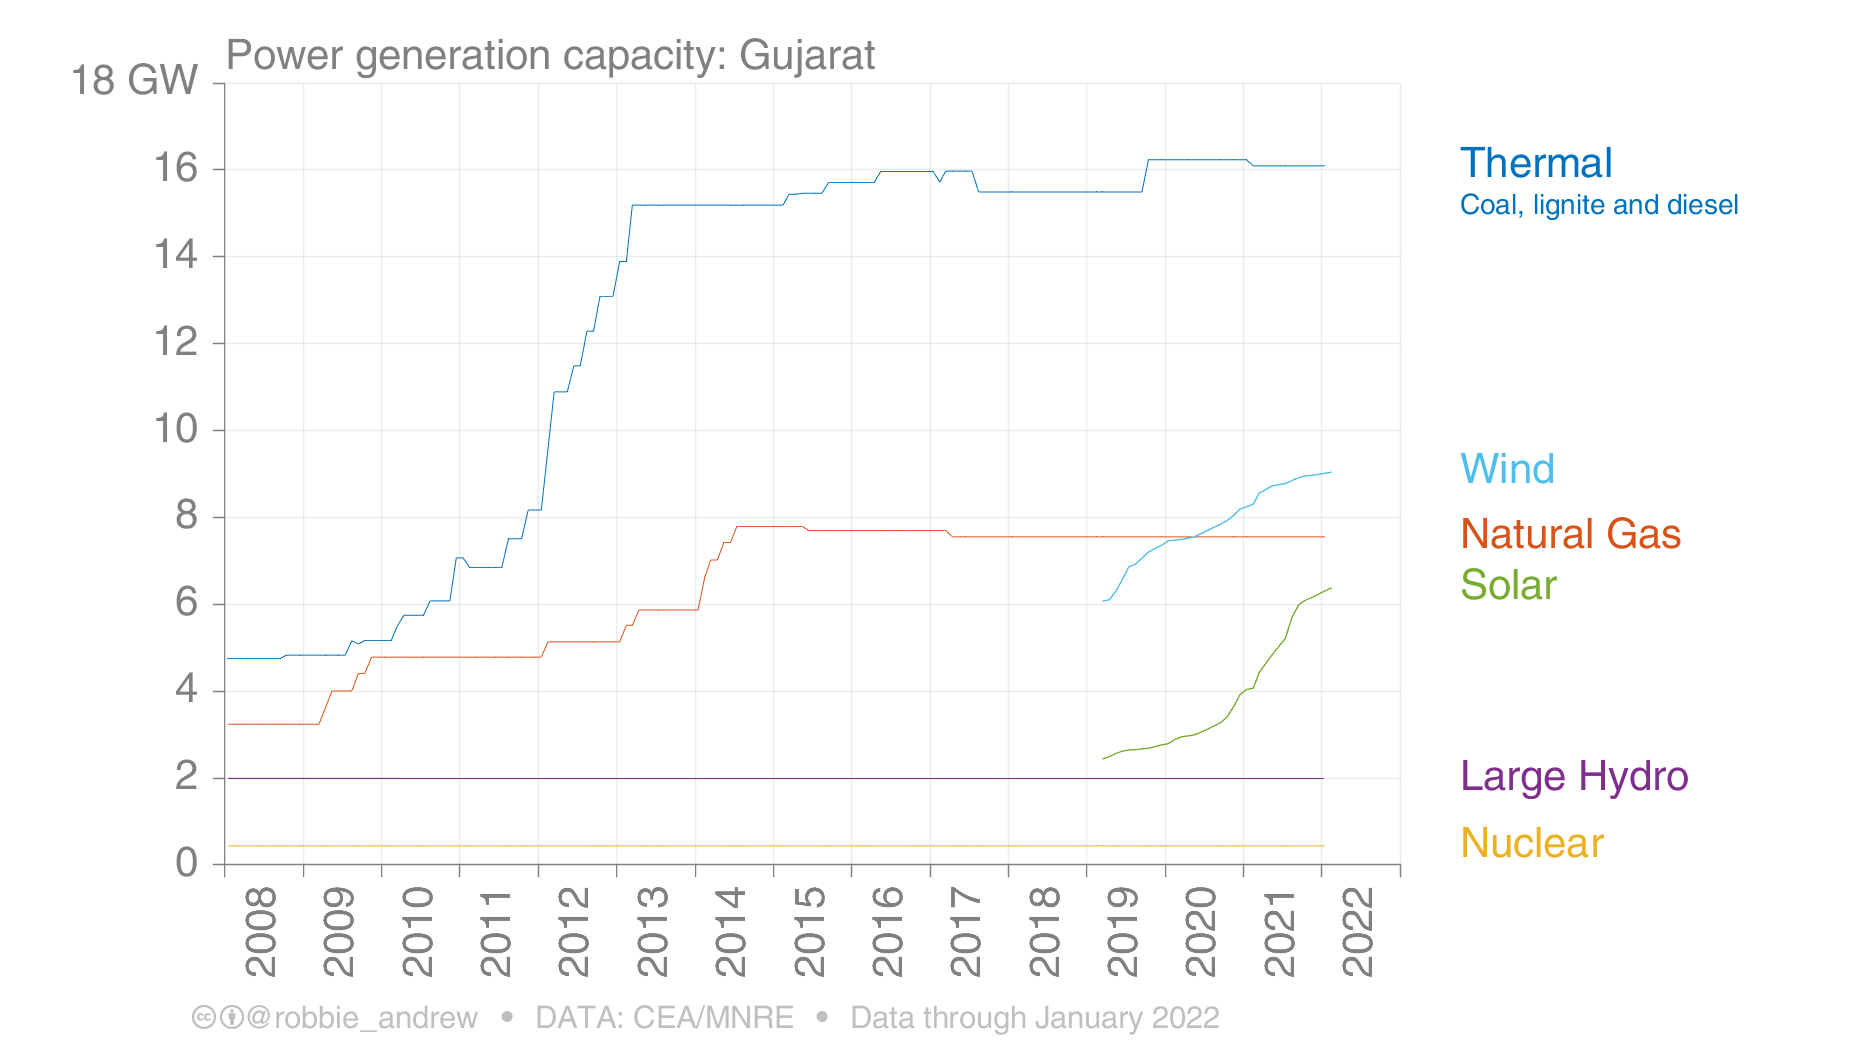 Power generation capacity: Gujarat
18 GW
16
14
12
10
8
6
4
2
0
Thermal
Coal, lignite and diesel
Wind
Natural Gas
Solar
Large Hydro
Nuclear
2008 2009 2010 2011 2012 2013 2014 2015 2016 2017 2018 2019 2020 2021 2022
cc @robbie_andrew • DATA: CEA/MNRE • Data through January 2022